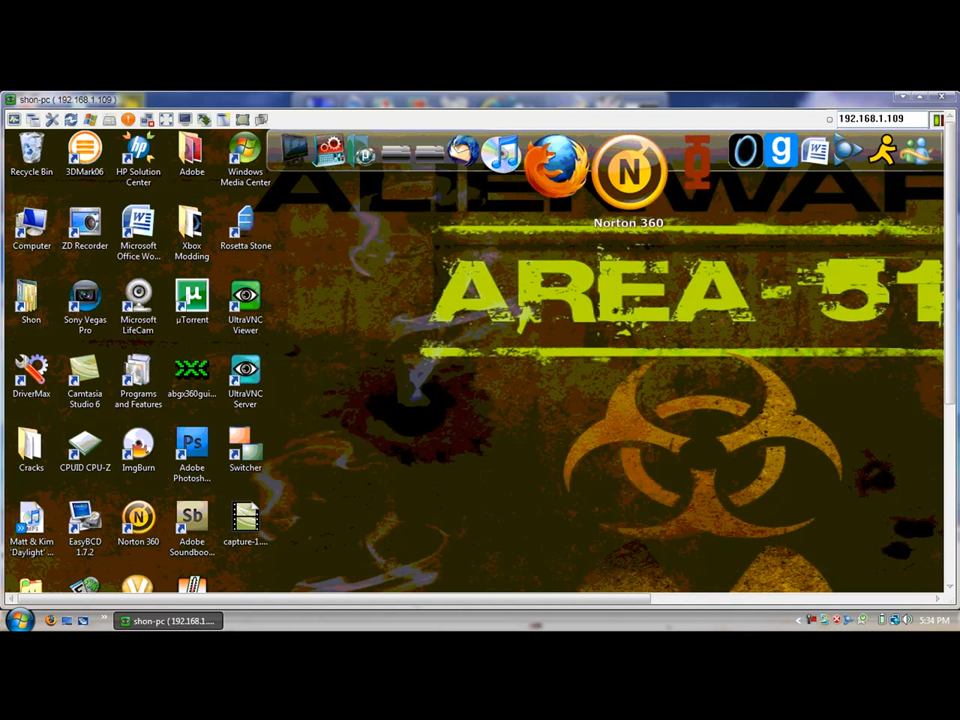 shon-pc ( 192.168.1.109 )
192.168.1.109
Recycle Bin
3DMark06
HP Solution
Center
Adobe
Windows
Media Center
Norton 360
ALIENWAR
Computer
ZD Recorder
Microsoft
Office Wo...
Xbox
Modding
Rosetta Stone
AREA-51
Shon
Sony Vegas
Pro
Microsoft
LifeCam
µTorrent
UltraVNC
Viewer
DriverMax
Camtasia
Studio 6
Programs
and Features
abgx360gui...
UltraVNC
Server
Cracks
CPUID CPU-Z
ImgBurn
Adobe
Photosh...
Switcher
Matt & Kim
'Daylight' ...
EasyBCD
1.7.2
Norton 360
Adobe
Soundboo...
capture-1....
shon-pc ( 192.168.1....
5:34 PM